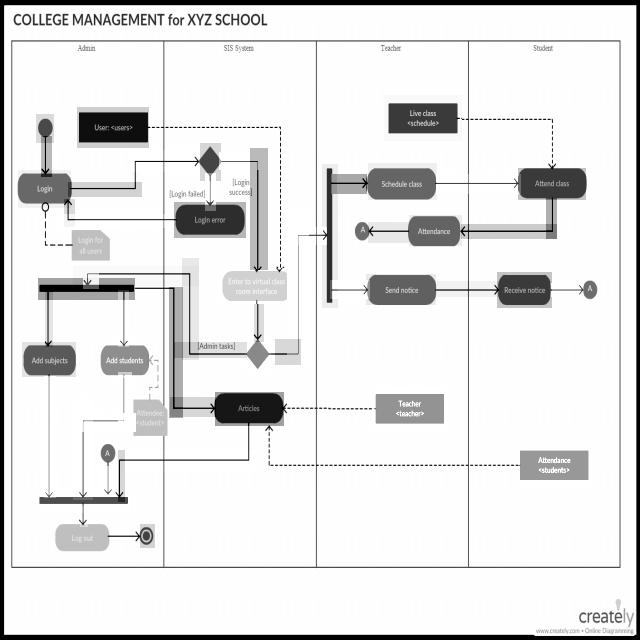 COLLEGE MANAGEMENT for XYZ SCHOOL
Admin
SIS System
Teacher
Student
User: <users>
Live class
<schedule>
Login
[Login failed]
[Login
success]
Schedule class
Attend class
Login error
A
Attendance
Login for
all users
Enter to virtual class
room interface
Send notice
Receive notice
A
[Admin tasks]
Add subjects
Add students
Attendee:
<student>
Articles
Teacher
<teacher>
A
Attendance
<students>
Log out
creately
www.creately.com • Online Diagramming